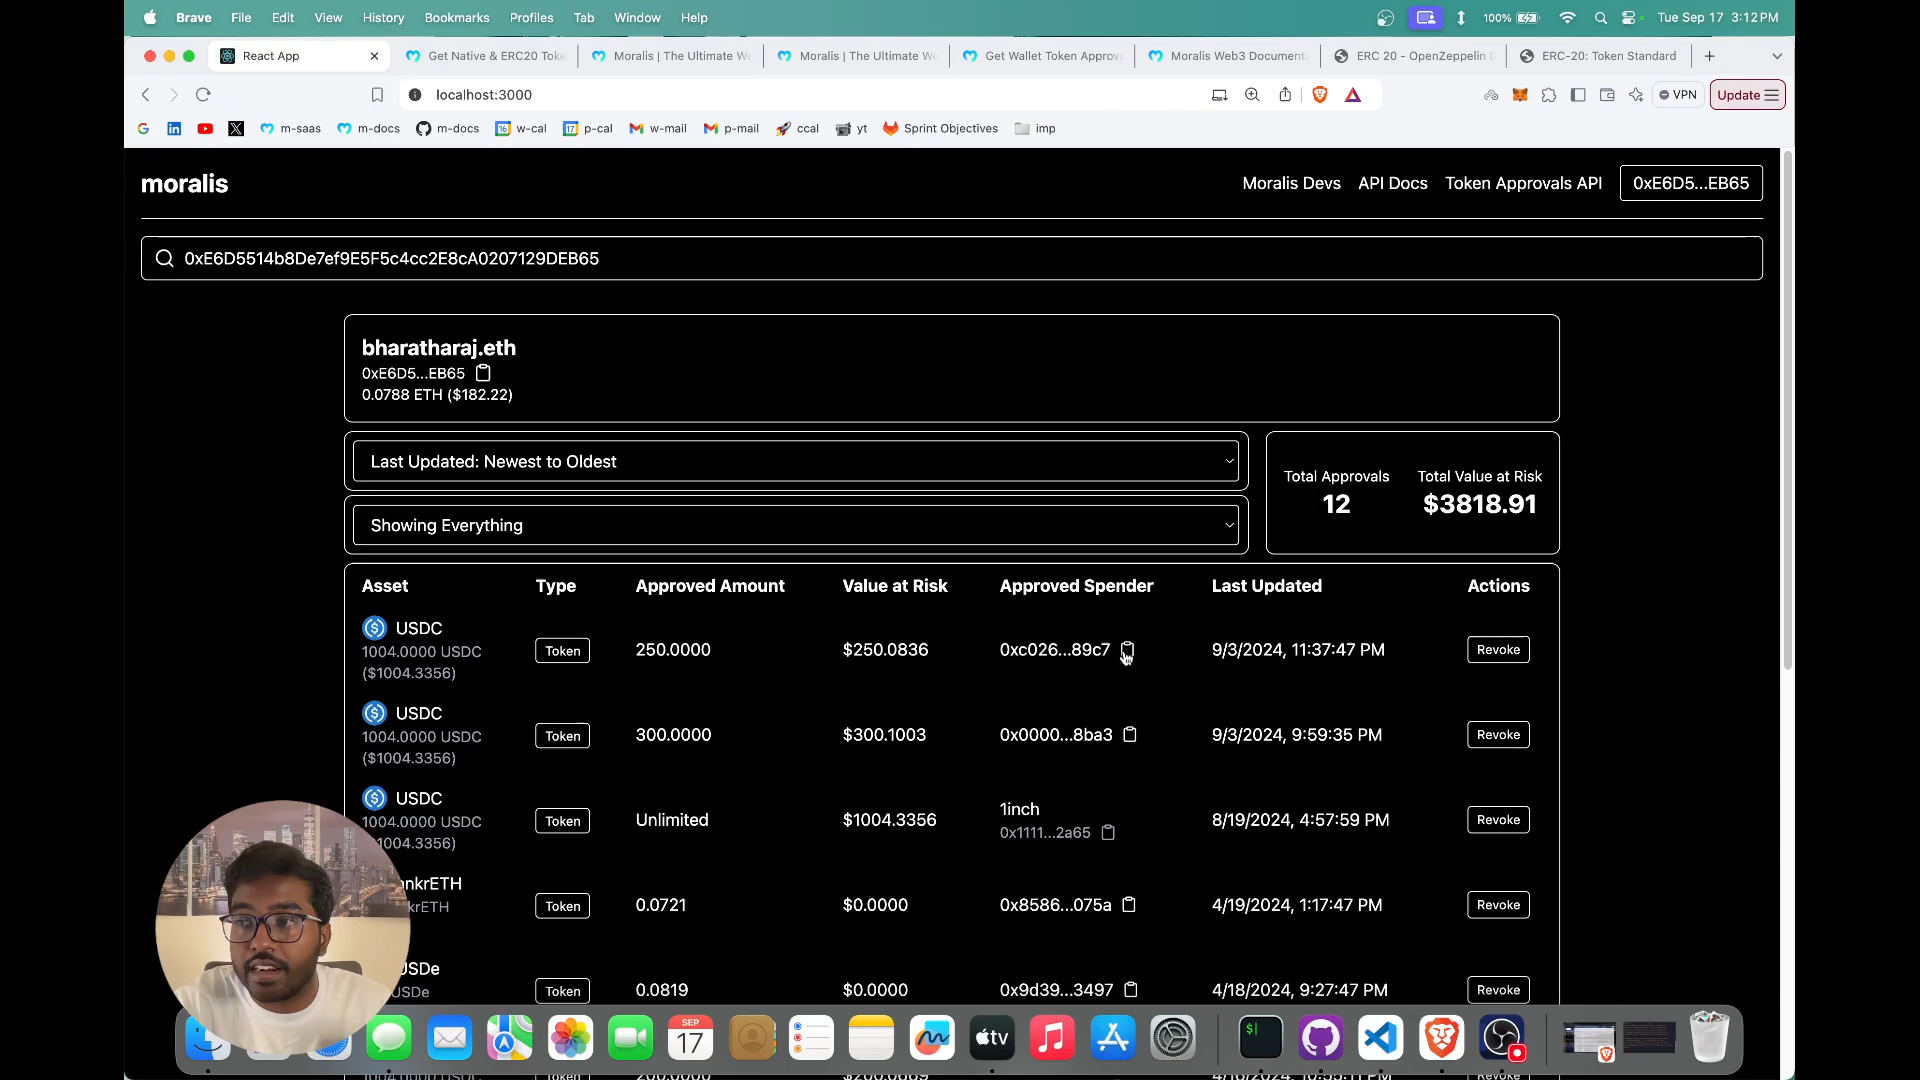 Brave File Edit View History Bookmarks Profiles Tab Window Help
100% Tue Sep 17 3:12 PM
React App Get Native & ERC20 Toke Moralis | The Ultimate We Moralis | The Ultimate We Get Wallet Token Approv Moralis Web3 Documenta ERC 20 - OpenZeppelin ERC-20: Token Standard
localhost:3000
VPN Update
m-saas m-docs m-docs w-cal p-cal w-mail p-mail ccal yt Sprint Objectives imp
moralis Moralis Devs API Docs Token Approvals API 0xE6D5...EB65
0xE6D5514b8De7ef9E5F5c4cc2E8cA0207129DEB65
bharatharaj.eth
0xE6D5...EB65
0.0788 ETH ($182.22)
Last Updated: Newest to Oldest
Showing Everything
Total Approvals Total Value at Risk
12 $3818.91
Asset Type Approved Amount Value at Risk Approved Spender Last Updated Actions
USDC
1004.0000 USDC
($1004.3356)
Token 250.0000 $250.0836 0xc026...89c7 9/3/2024, 11:37:47 PM Revoke
USDC
1004.0000 USDC
($1004.3356)
Token 300.0000 $300.1003 0x0000...8ba3 9/3/2024, 9:59:35 PM Revoke
USDC
1004.0000 USDC
1004.3356)
Token Unlimited $1004.3356 1inch
0x1111...2a65
8/19/2024, 4:57:59 PM Revoke
nkrETH
krETH
Token 0.0721 $0.0000 0x8586...075a 4/19/2024, 1:17:47 PM Revoke
USDe
USDe
Token 0.0819 $0.0000 0x9d39...3497 4/18/2024, 9:27:47 PM Revoke
SEP
17
tv